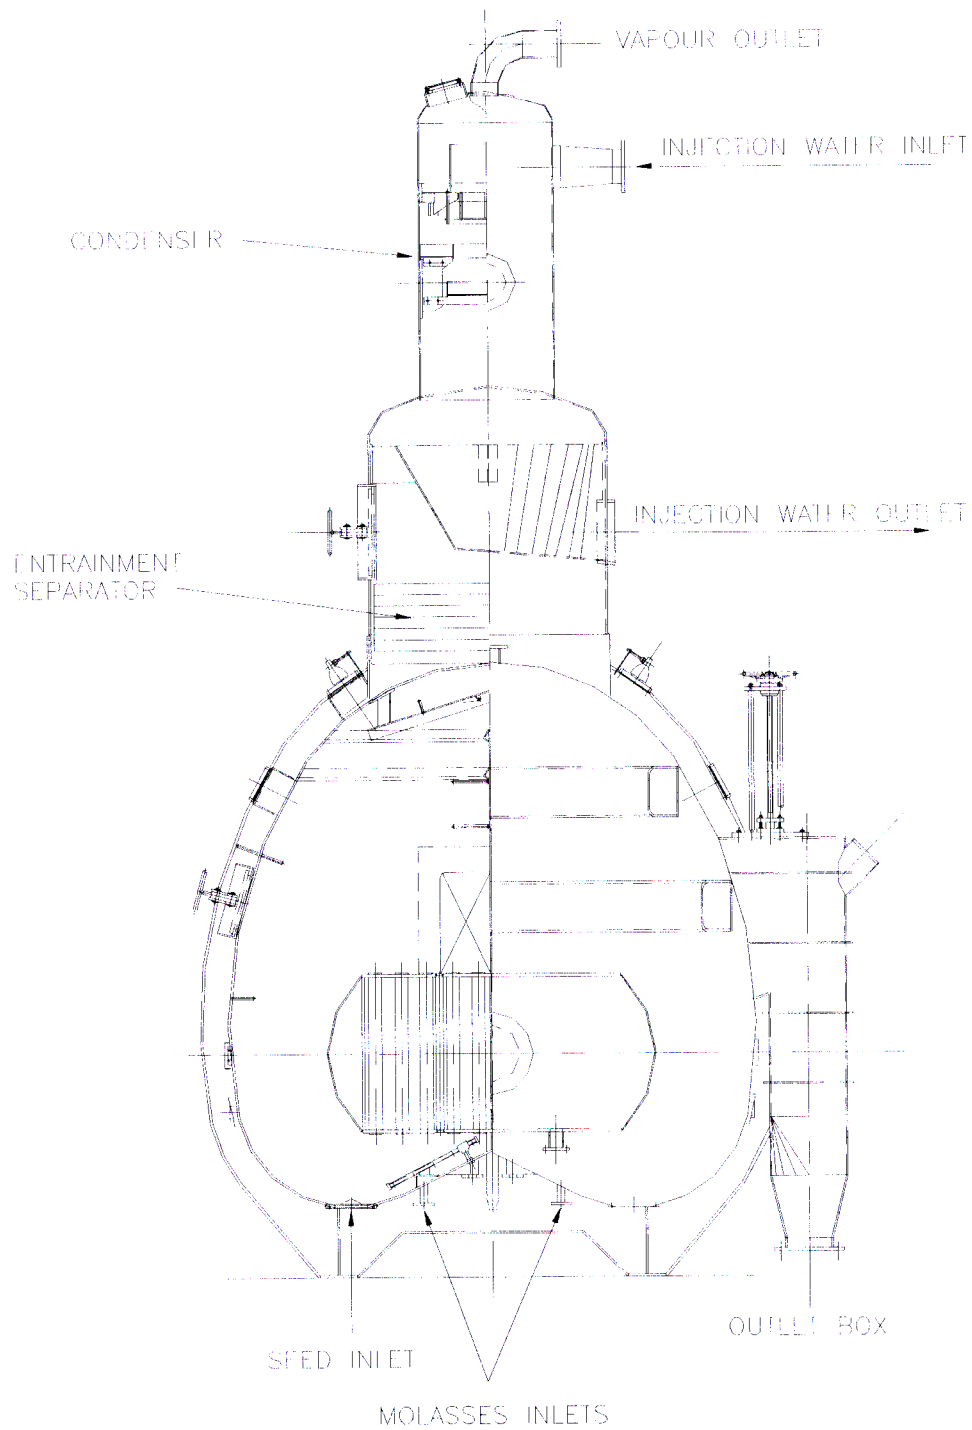 VAPOUR OUTLET
INJECTION WATER INLET
CONDENSER
INJECTION WATER OUTLET
ENTRAINMENT
SEPARATOR
OUTLET BOX
SEED INLET
MOLASSES INLETS